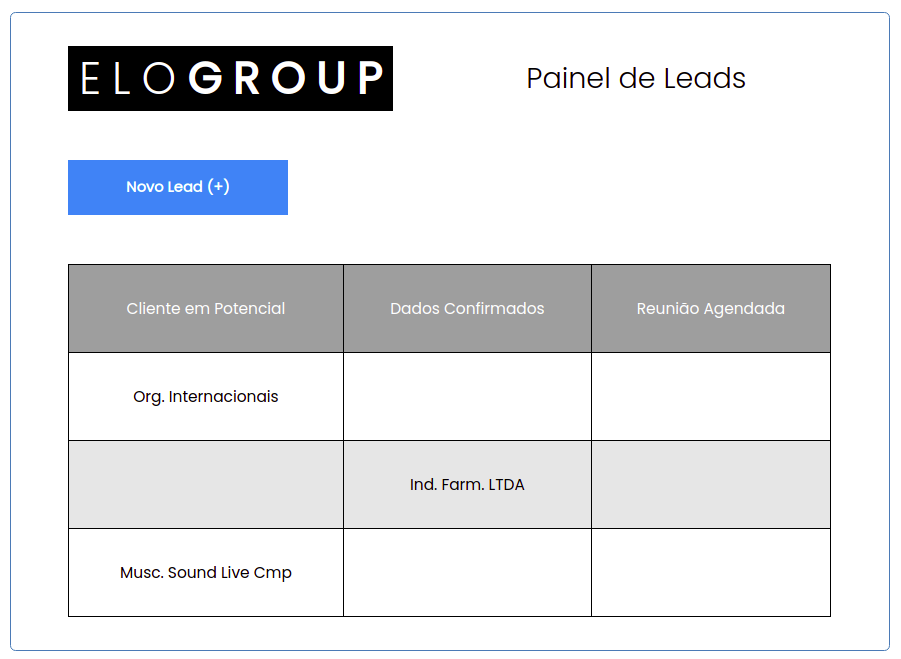 ELOGROUP
Painel de Leads
Novo Lead (+)
Cliente em Potencial Dados Confirmados Reunião Agendada
Org. Internacionais
Ind. Farm. LTDA
Musc. Sound Live Cmp